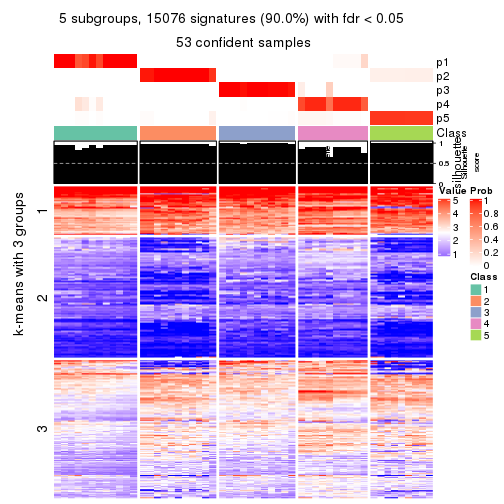 5 subgroups, 15076 signatures (90.0%) with fdr < 0.05
53 confident samples
p1
p2
p3
p4
p5
Class
silhouette
Silhouette
score
1
0.5
0
k-means with 3 groups
1
2
3
Value
5
4
3
2
1
Prob
1
0.8
0.6
0.4
0.2
0
Class
1
2
3
4
5